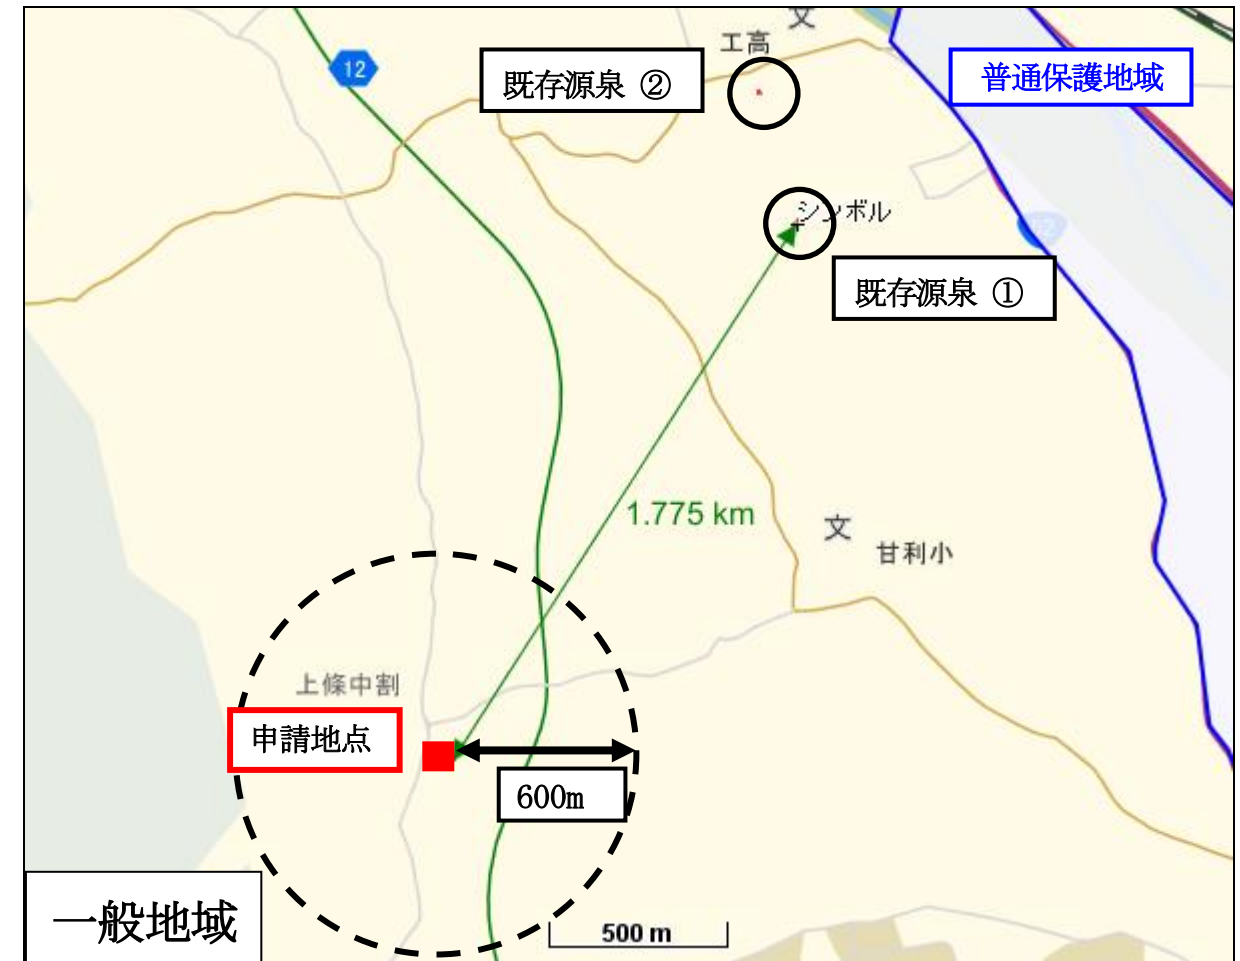 文
工高
12
既存源泉 ②
普通保護地域
シンボル
既存源泉 ①
1.775 km
文
甘利小
上條中割
申請地点
600m
一般地域
500 m